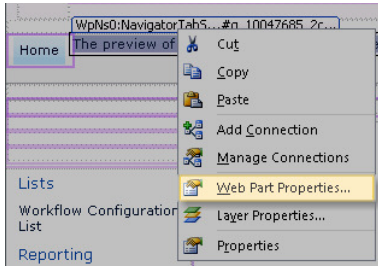 WpNs0:NavigatorTabS...#g_10047685_2c...)
Home
The preview of
Cut
Copy
Paste
Add Connection
Manage Connections
Web Part Properties...
Layer Properties...
Properties
Lists
Workflow Configuration
List
Reporting